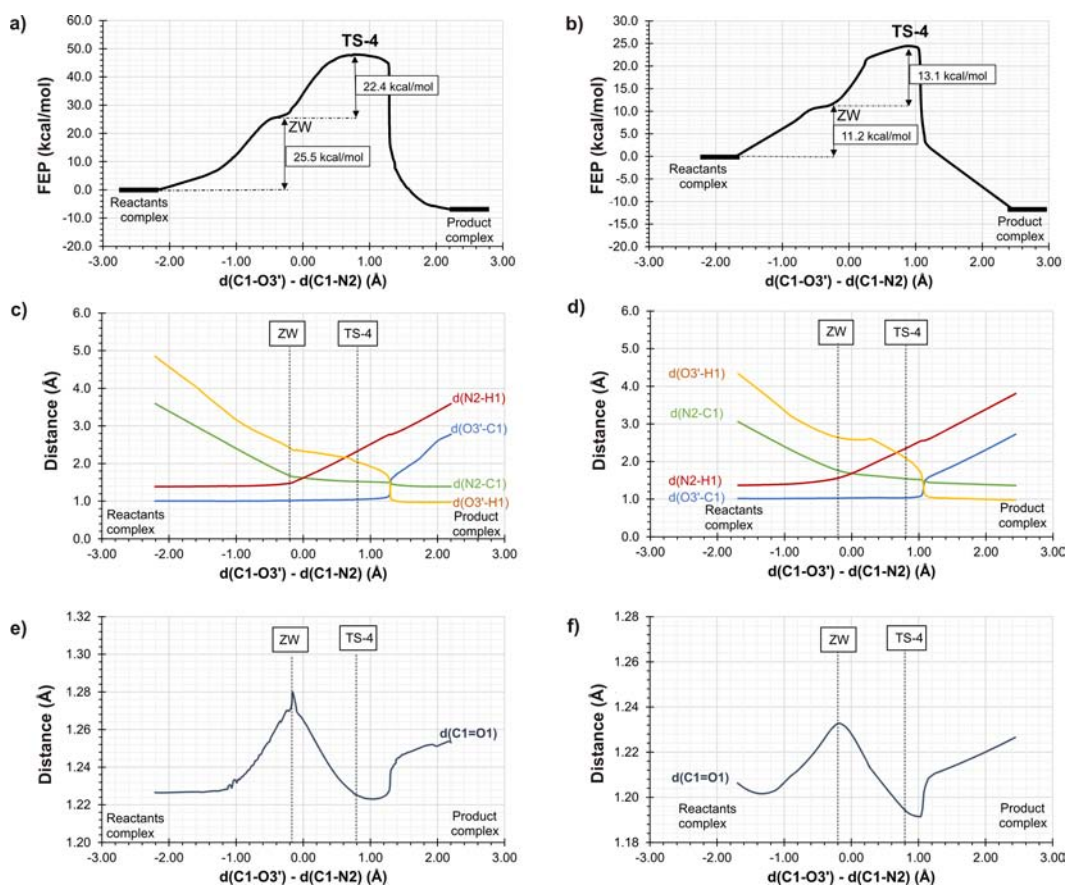 a)
TS-4
FEP (kcal/mol)
60.0
50.0
40.0
30.0
20.0
10.0
0.0
-10.0
-20.0
22.4 kcal/mol
ZW
25.5 kcal/mol
Reactants
complex
Product
complex
-3.00 -2.00 -1.00 0.00 1.00 2.00 3.00
d(C1-O3') - d(C1-N2) (Å)
b)
TS-4
FEP (kcal/mol)
30.0
25.0
20.0
15.0
10.0
5.0
0.0
-5.0
-10.0
-15.0
-20.0
13.1 kcal/mol
ZW
11.2 kcal/mol
Reactants
complex
Product
complex
-3.00 -2.00 -1.00 0.00 1.00 2.00 3.00
d(C1-O3') - d(C1-N2) (Å)
c)
Distance (Å)
6.0
5.0
4.0
3.0
2.0
1.0
0.0
ZW
TS-4
d(N2-H1)
d(O3'-C1)
d(N2-C1)
d(O3'-H1)
Reactants
complex
Product
complex
-3.00 -2.00 -1.00 0.00 1.00 2.00 3.00
d(C1-O3') - d(C1-N2) (Å)
d)
Distance (Å)
6.0
5.0
4.0
3.0
2.0
1.0
0.0
ZW
TS-4
d(O3'-H1)
d(N2-C1)
d(N2-H1)
d(O3'-C1)
Reactants
complex
Product
complex
-3.00 -2.00 -1.00 0.00 1.00 2.00 3.00
d(C1-O3') - d(C1-N2) (Å)
e)
Distance (Å)
1.32
1.30
1.28
1.26
1.24
1.22
1.20
ZW
TS-4
d(C1=O1)
Reactants
complex
Product
complex
-3.00 -2.00 -1.00 0.00 1.00 2.00 3.00
d(C1-O3') - d(C1-N2) (Å)
f)
Distance (Å)
1.28
1.26
1.24
1.22
1.20
1.18
ZW
TS-4
d(C1=O1)
Reactants
complex
Product
complex
-3.00 -2.00 -1.00 0.00 1.00 2.00 3.00
d(C1-O3') - d(C1-N2) (Å)